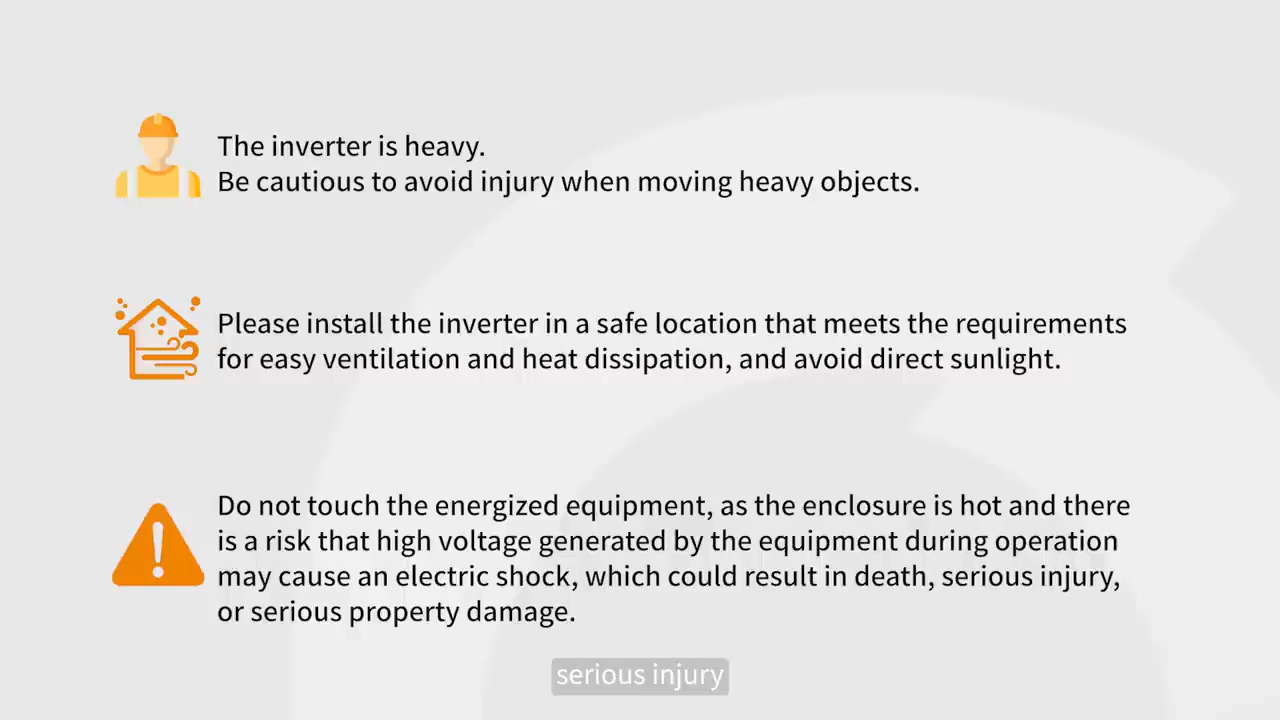 The inverter is heavy.
Be cautious to avoid injury when moving heavy objects.
Please install the inverter in a safe location that meets the requirements
for easy ventilation and heat dissipation, and avoid direct sunlight.
Do not touch the energized equipment, as the enclosure is hot and there
is a risk that high voltage generated by the equipment during operation
may cause an electric shock, which could result in death, serious injury,
or serious property damage.
serious injury